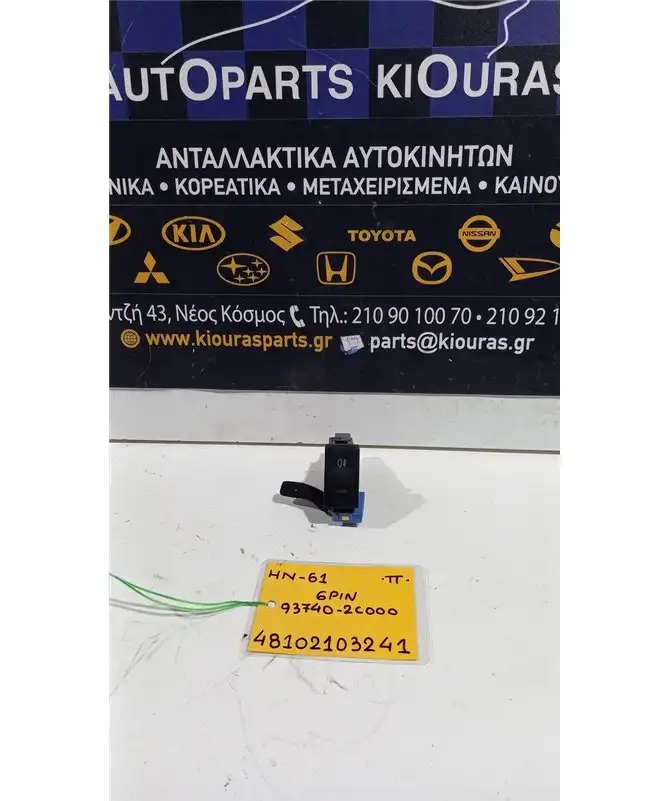 AUTOPARTS KIOURAS
ΑΝΤΑΛΛΑΚΤΙΚΑ ΑΥΤΟΚΙΝΗΤΩΝ
ΝΙΚΑ • ΚΟΡΕΑΤΙΚΑ • ΜΕΤΑΧΕΙΡΙΣΜΕΝΑ • ΚΑΙΝΟΥ
KIA TOYOTA NISSAN
ντζή 43, Νέος Κόσμος Τηλ.: 210 90 100 70 • 210 92 1
www.kiourasparts.gr parts@kiouras.gr
HN-61 .π.
6PIN
93740-2C000
48102103241